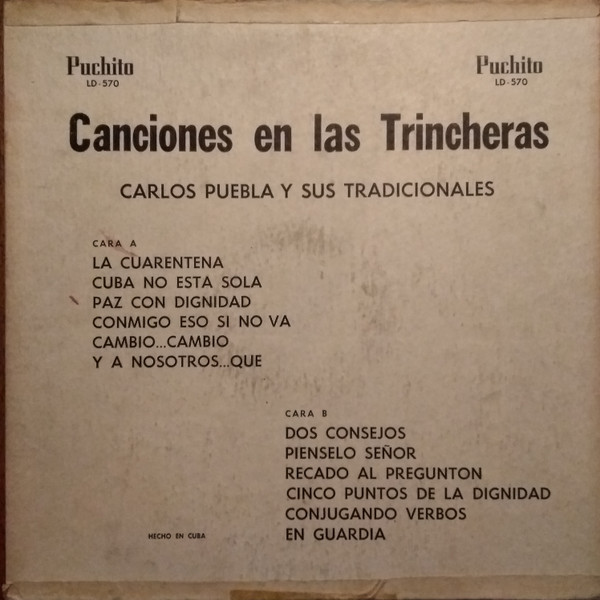 Puchito
LD-570
Puchito
LD-570
Canciones en las Trincheras
CARLOS PUEBLA Y SUS TRADICIONALES
CARA A
LA CUARENTENA
CUBA NO ESTA SOLA
PAZ CON DIGNIDAD
CONMIGO ESO SI NO VA
CAMBIO...CAMBIO
Y A NOSOTROS...QUE
CARA B
DOS CONSEJOS
PIENSELO SEÑOR
RECADO AL PREGUNTON
CINCO PUNTOS DE LA DIGNIDAD
CONJUGANDO VERBOS
EN GUARDIA
HECHO EN CUBA